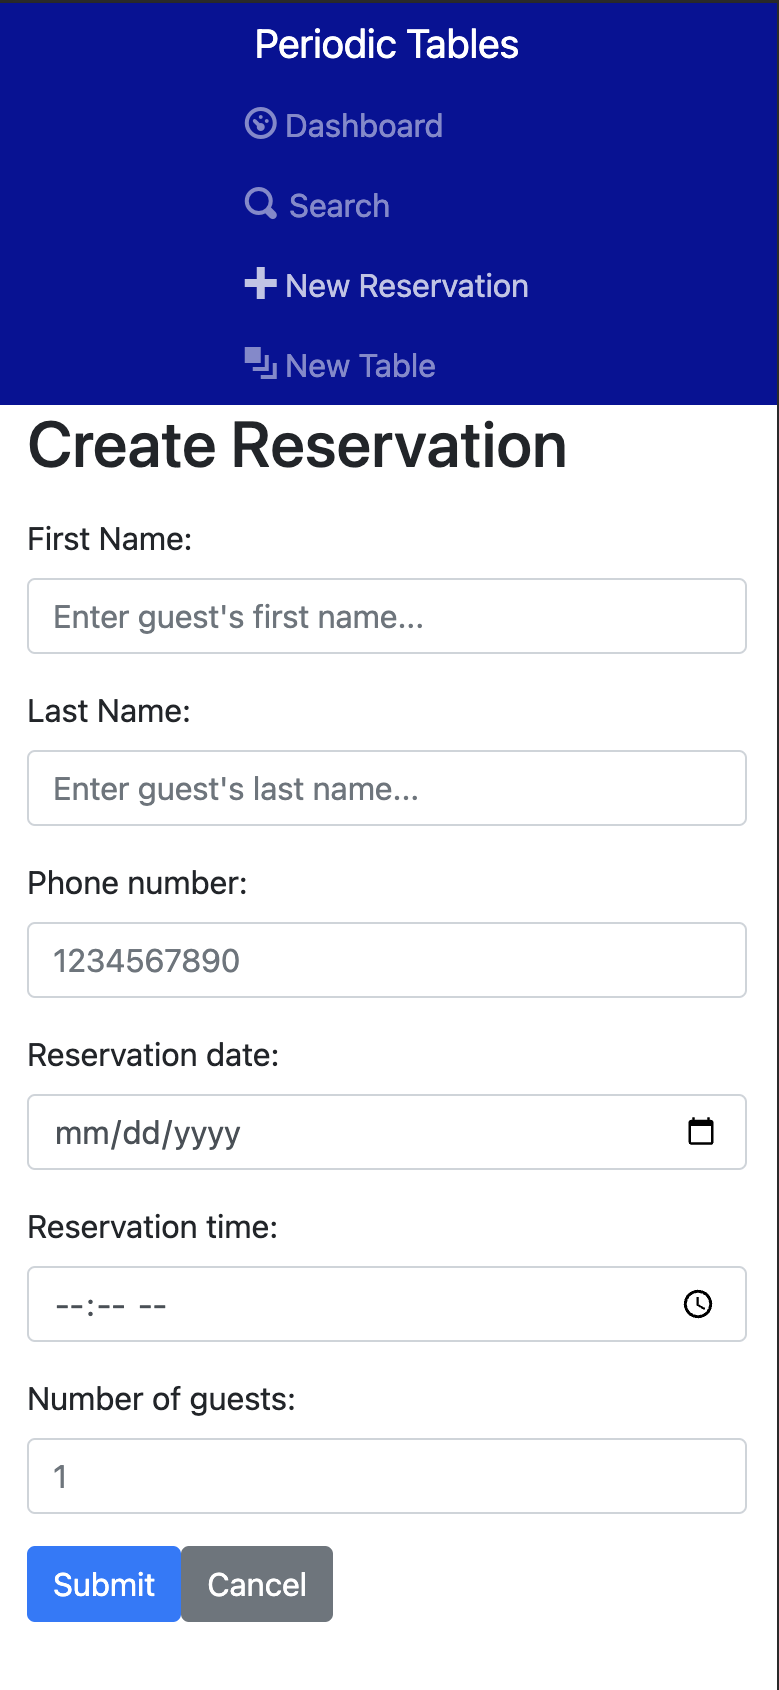 Periodic Tables
Dashboard
Search
New Reservation
New Table
Create Reservation
First Name:
Enter guest's first name...
Last Name:
Enter guest's last name...
Phone number:
1234567890
Reservation date:
mm/dd/yyyy
Reservation time:
--:-- --
Number of guests:
1
Submit Cancel